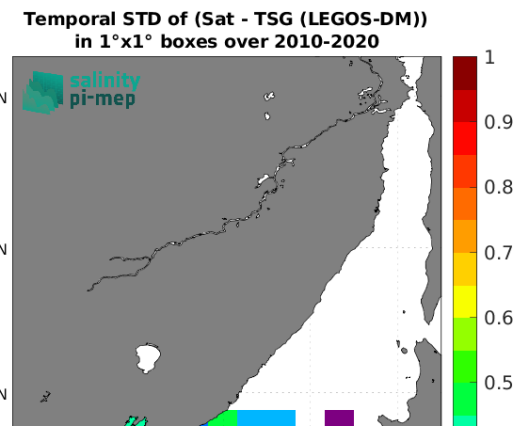 Temporal STD of (Sat - TSG (LEGOS-DM))
in 1°x1° boxes over 2010-2020
salinity
pi-mep
1
0.9
0.8
0.7
0.6
0.5
N
N
N